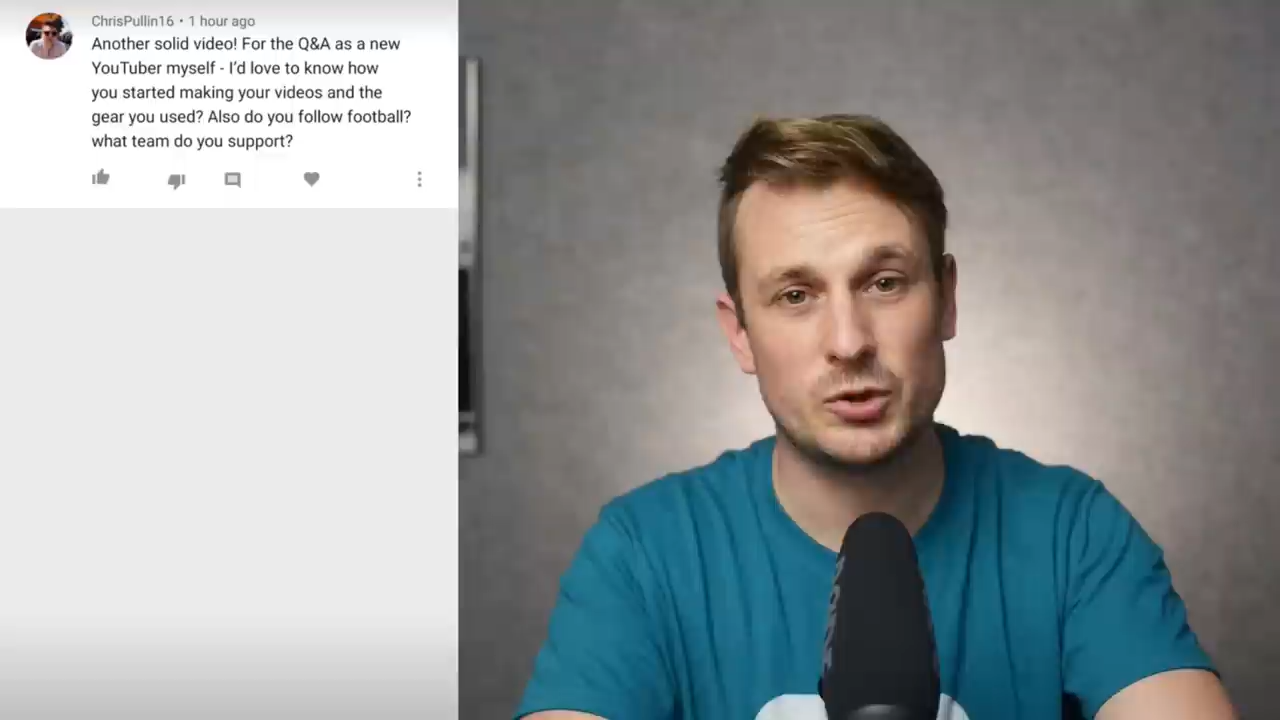 ChrisPullin16 • 1 hour ago
Another solid video! For the Q&A as a new
YouTuber myself - I'd love to know how
you started making your videos and the
gear you used? Also do you follow football?
what team do you support?